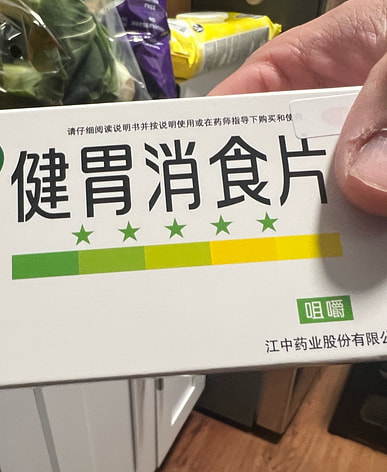 请仔细阅读说明书并按说明使用或在药师指导下购买和使
健胃消食片
咀嚼
江中药业股份有限公